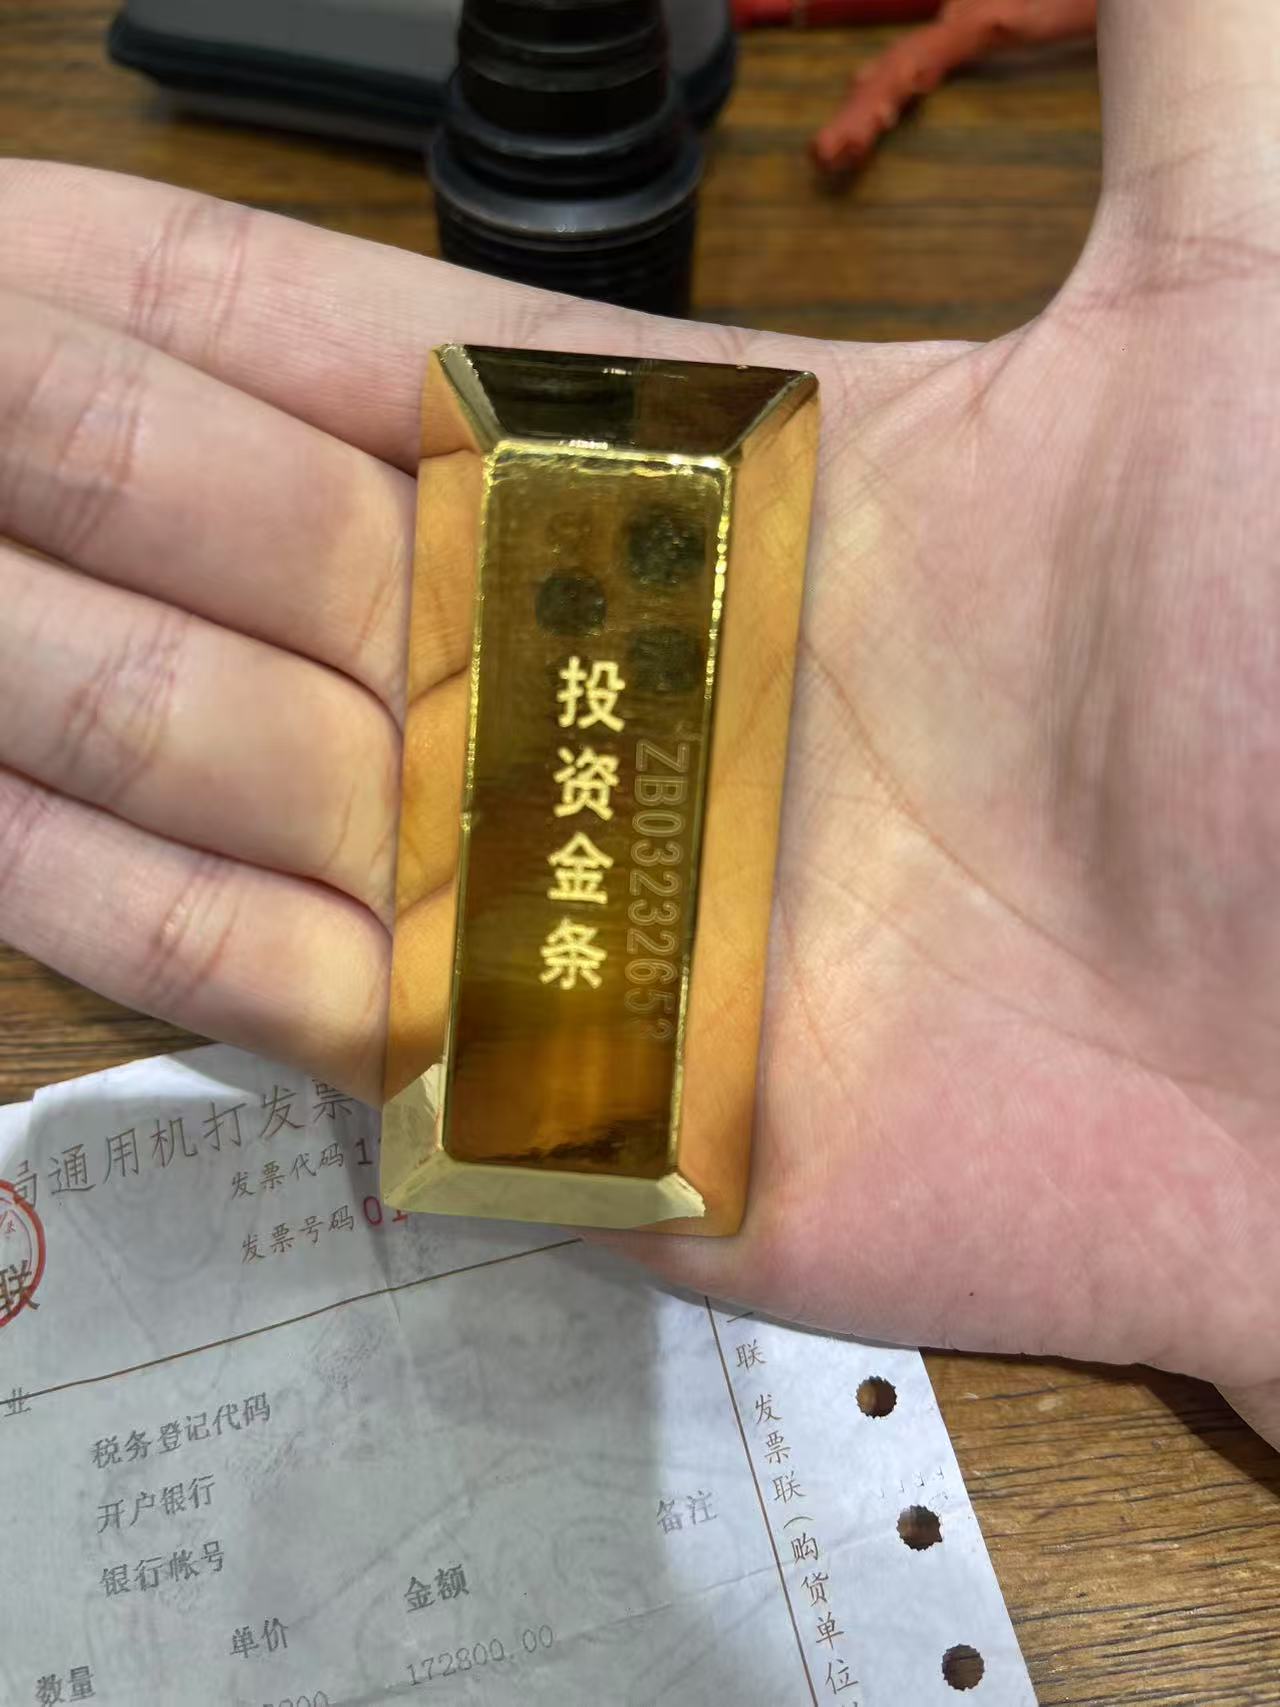 投资金条
局通用机打发票
发票代码
发票号码
联
业
税务登记代码
开户银行
银行帐号
备注
数量
单价
金额
172800.00
联 发票联(购货单位